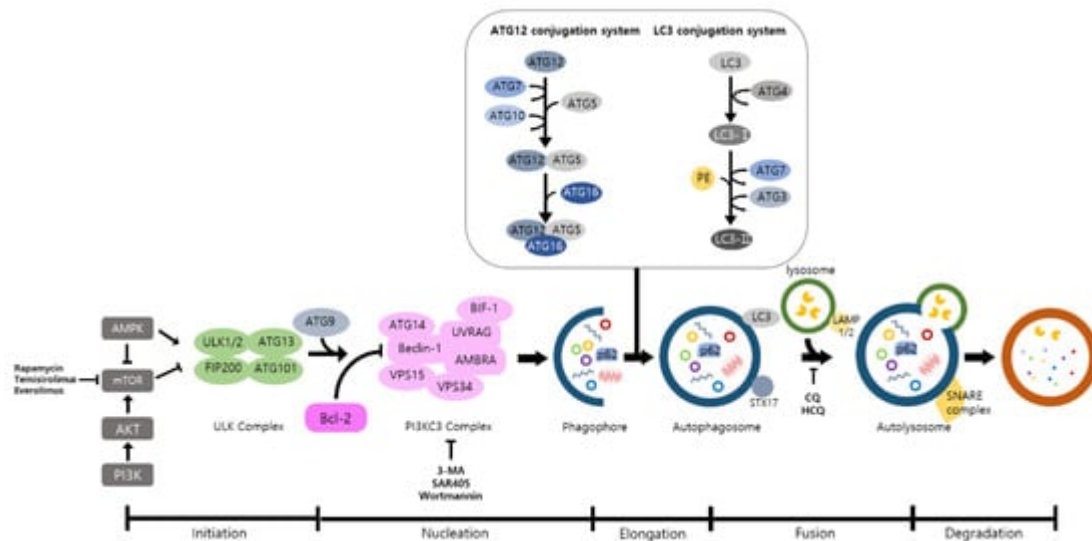 ATG12 conjugation system
LC3 conjugation system
ATG12
ATG7
ATG5
ATG10
ATG12
ATG5
ATG16
ATG12
ATG5
ATG16
LC3
ATG4
LC3-I
PE
ATG7
ATG3
LC3-II
AMPK
Rapamycin
Temisirolimus
Everolimus
mTOR
AKT
PI3K
ULK1/2
ATG13
FIP200
ATG101
ULK Complex
ATG9
Bcl-2
BIF-1
ATG14
UVRAG
Beclin-1
AMBRA
VPS15
VPS34
PI3KC3 Complex
3-MA
SAR405
Wortmannin
p62
Phagophore
p62
LC3
STX17
Autophagosome
lysosome
LAMP
1/2
CQ
HCQ
p62
SNARE
complex
Autolysosome
Initiation
Nucleation
Elongation
Fusion
Degradation